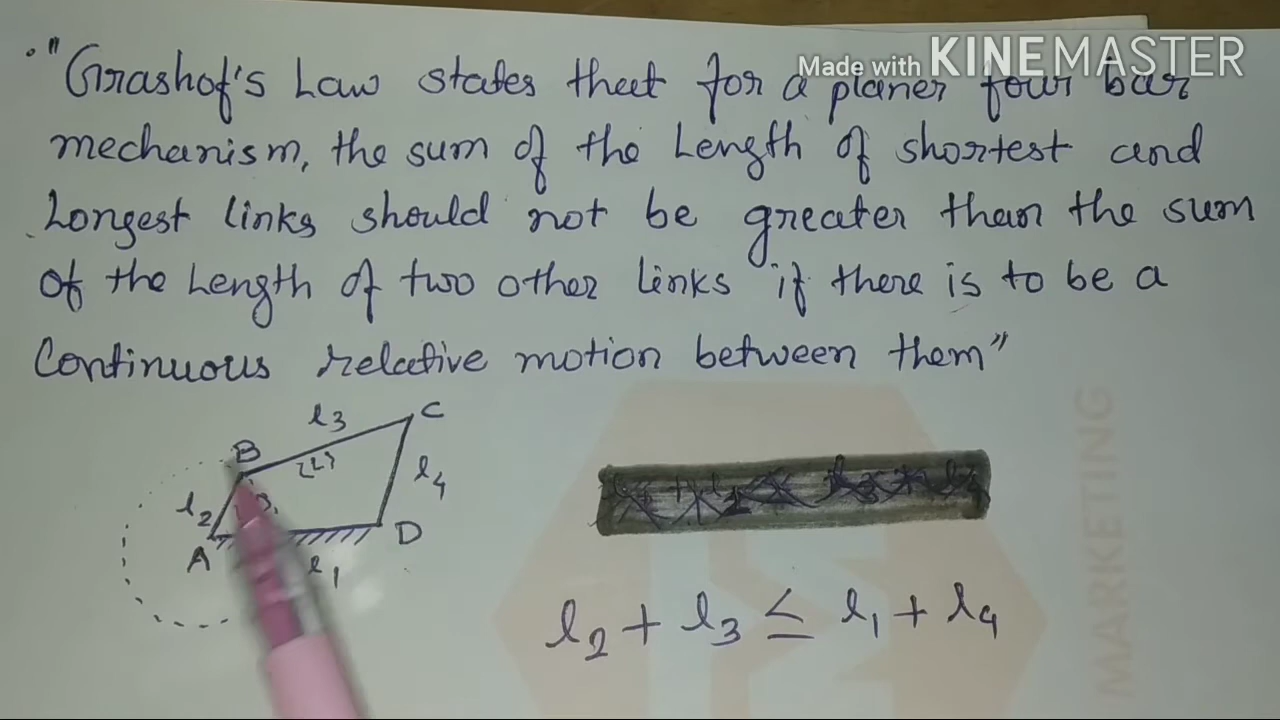 "Grashof's Law states that for a planer four bar
mechanism, the sum of the Length of shortest and
Longest links should not be greater than the sum
of the Length of two other links if there is to be a
Continuous relative motion between them"
Made with KINEMASTER
l3
C
B
{L}
l4
l2
A
D
l1
l2 + l3 ≤ l1 + l4
MARKETING